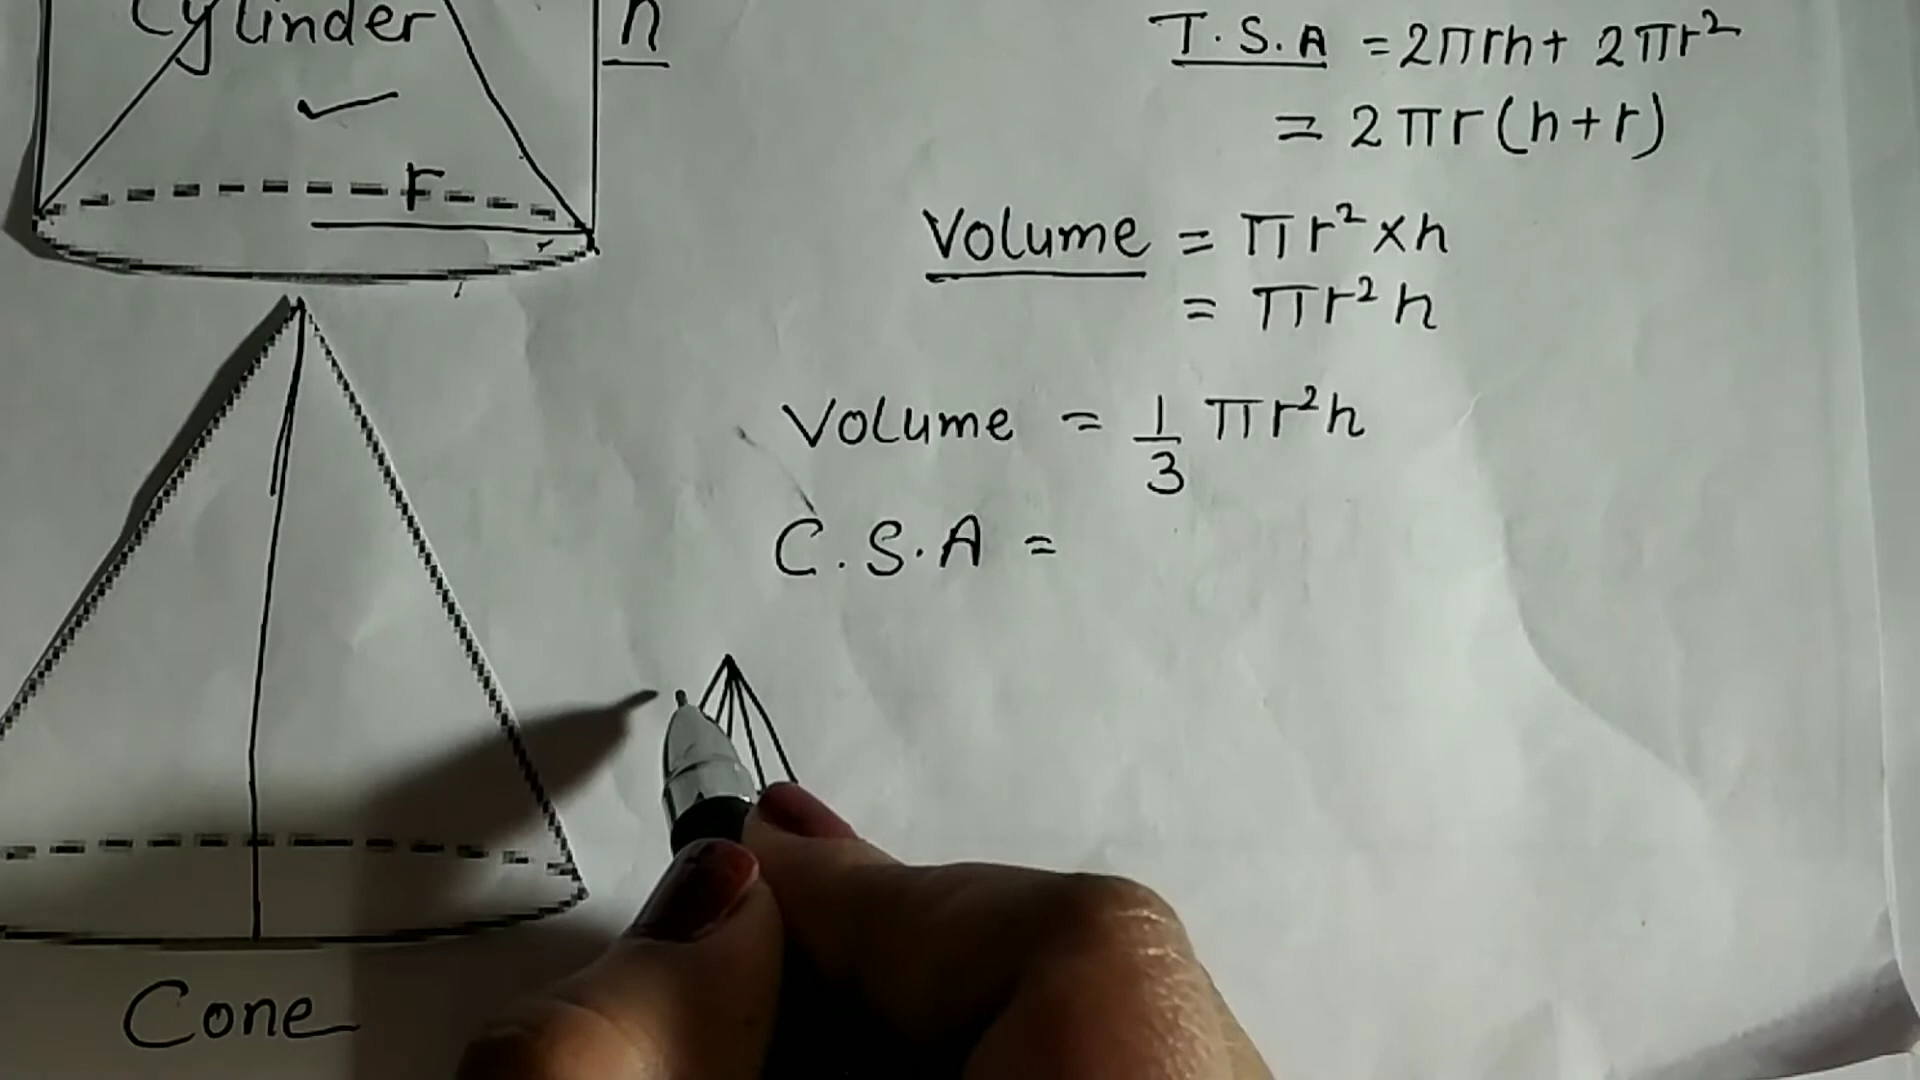 Cylinder
h
r
T.S.A = 2πrh + 2πr²
= 2πr(h+r)
Volume = πr² × h
= πr²h
Volume = 1/3 πr²h
C.S.A =
Cone